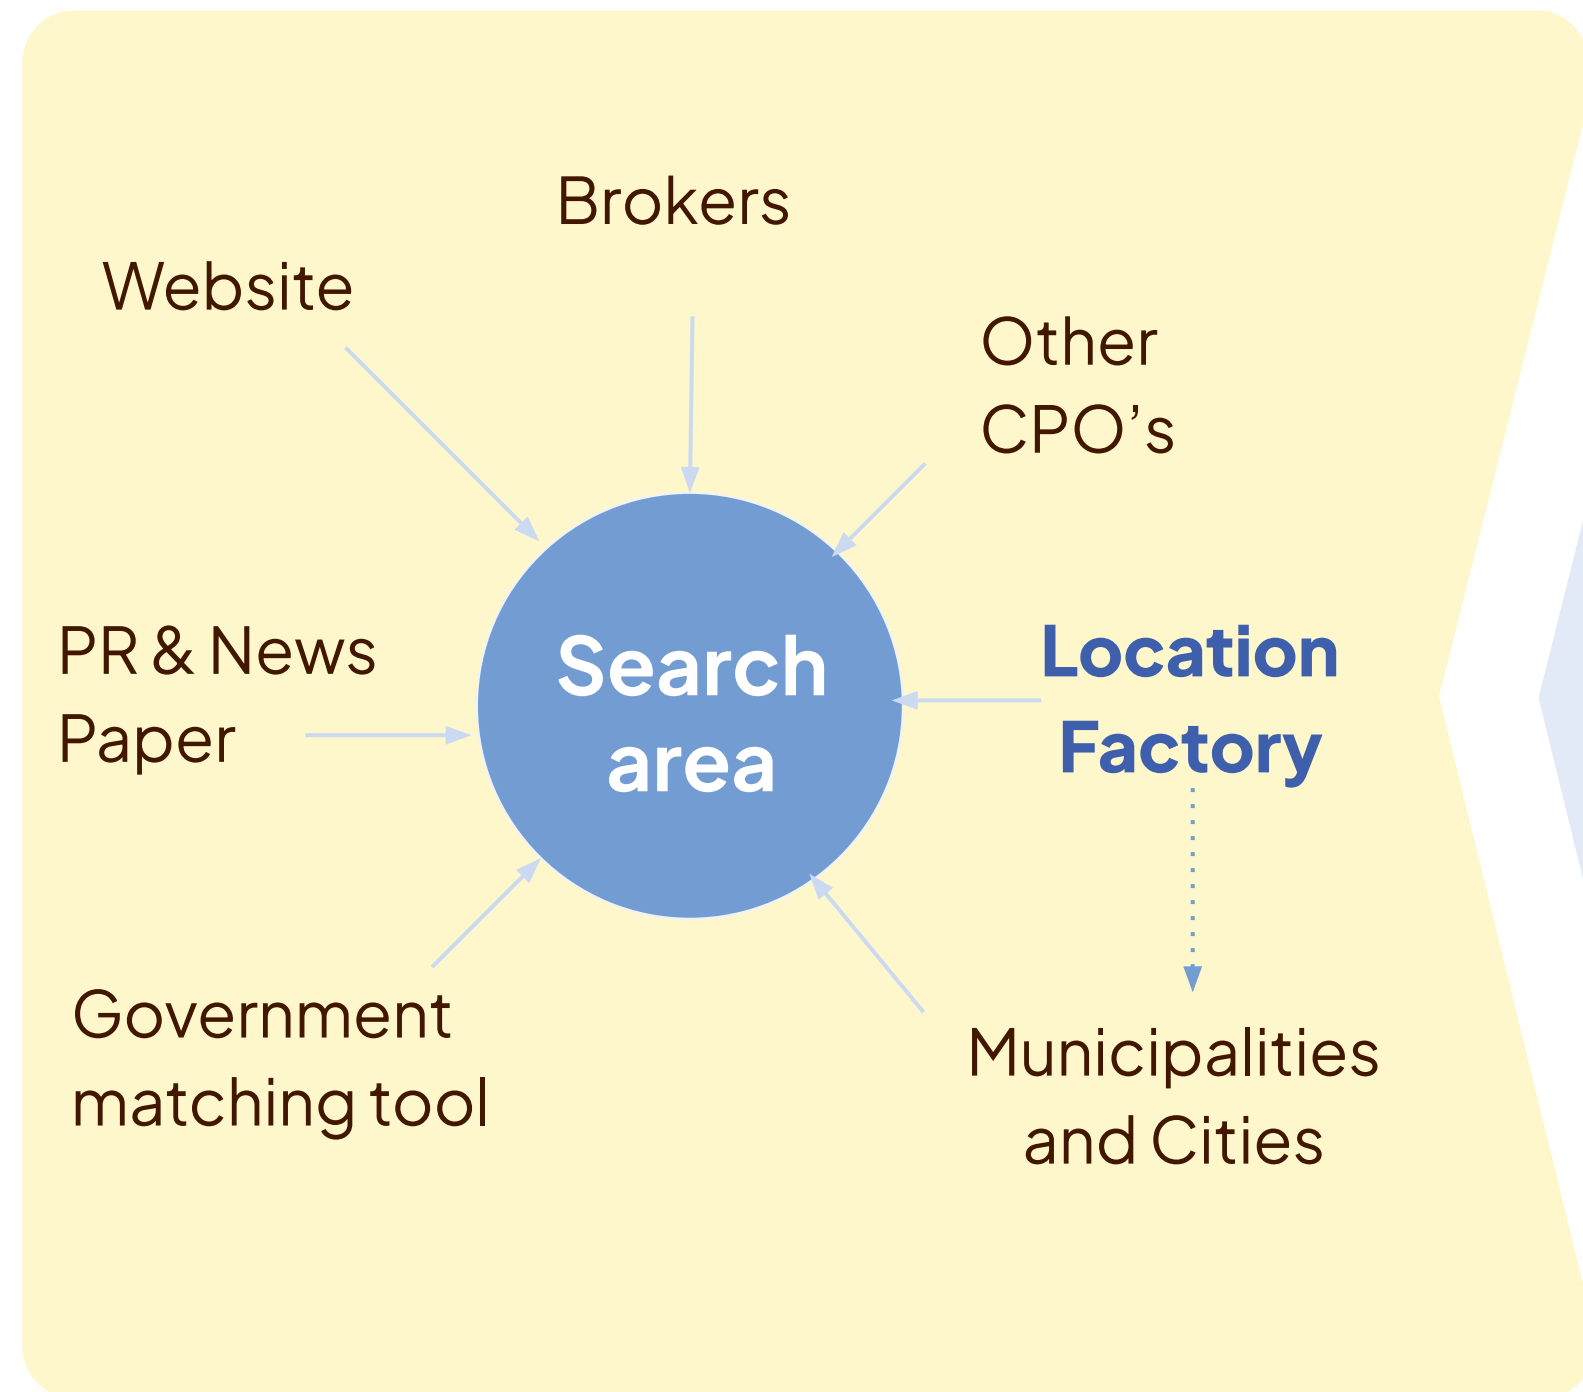 Brokers
Website
Other
CPO’s
PR & News
Paper
Search
area
Location
Factory
Government
matching tool
Municipalities
and Cities